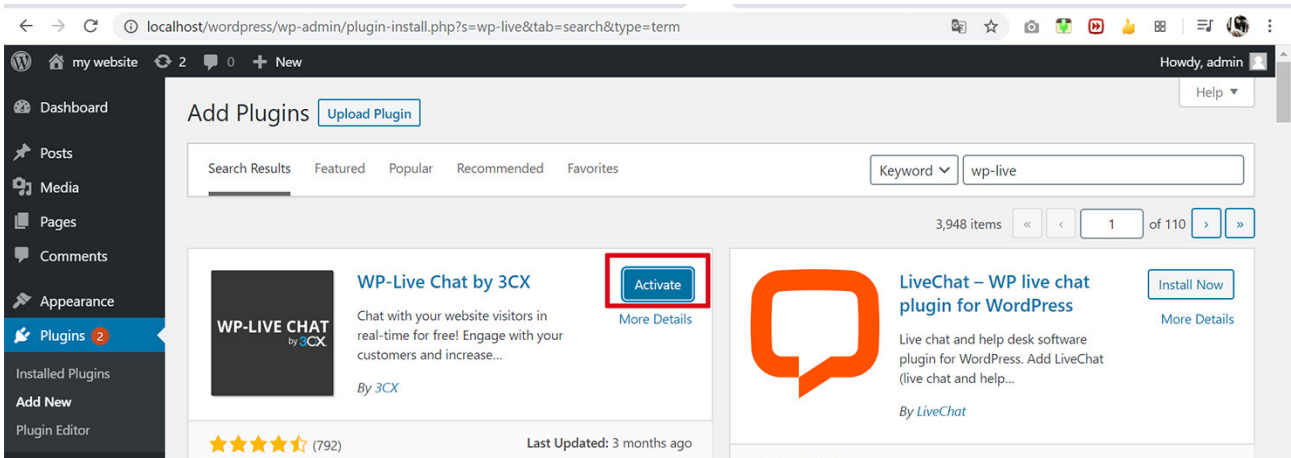 localhost/wordpress/wp-admin/plugin-install.php?s=wp-live&tab=search&type=term
my website 2 0 New Howdy, admin
Dashboard
Posts
Media
Pages
Comments
Appearance
Plugins 2
Installed Plugins
Add New
Plugin Editor
Help
Add Plugins Upload Plugin
Search Results Featured Popular Recommended Favorites Keyword wp-live
3,948 items « ‹ 1 of 110 › »
WP-LIVE CHAT
by 3CX
WP-Live Chat by 3CX
Chat with your website visitors in
real-time for free! Engage with your
customers and increase...
By 3CX
Activate
More Details
(792) Last Updated: 3 months ago
LiveChat – WP live chat
plugin for WordPress
Live chat and help desk software
plugin for WordPress. Add LiveChat
(live chat and help...
By LiveChat
Install Now
More Details